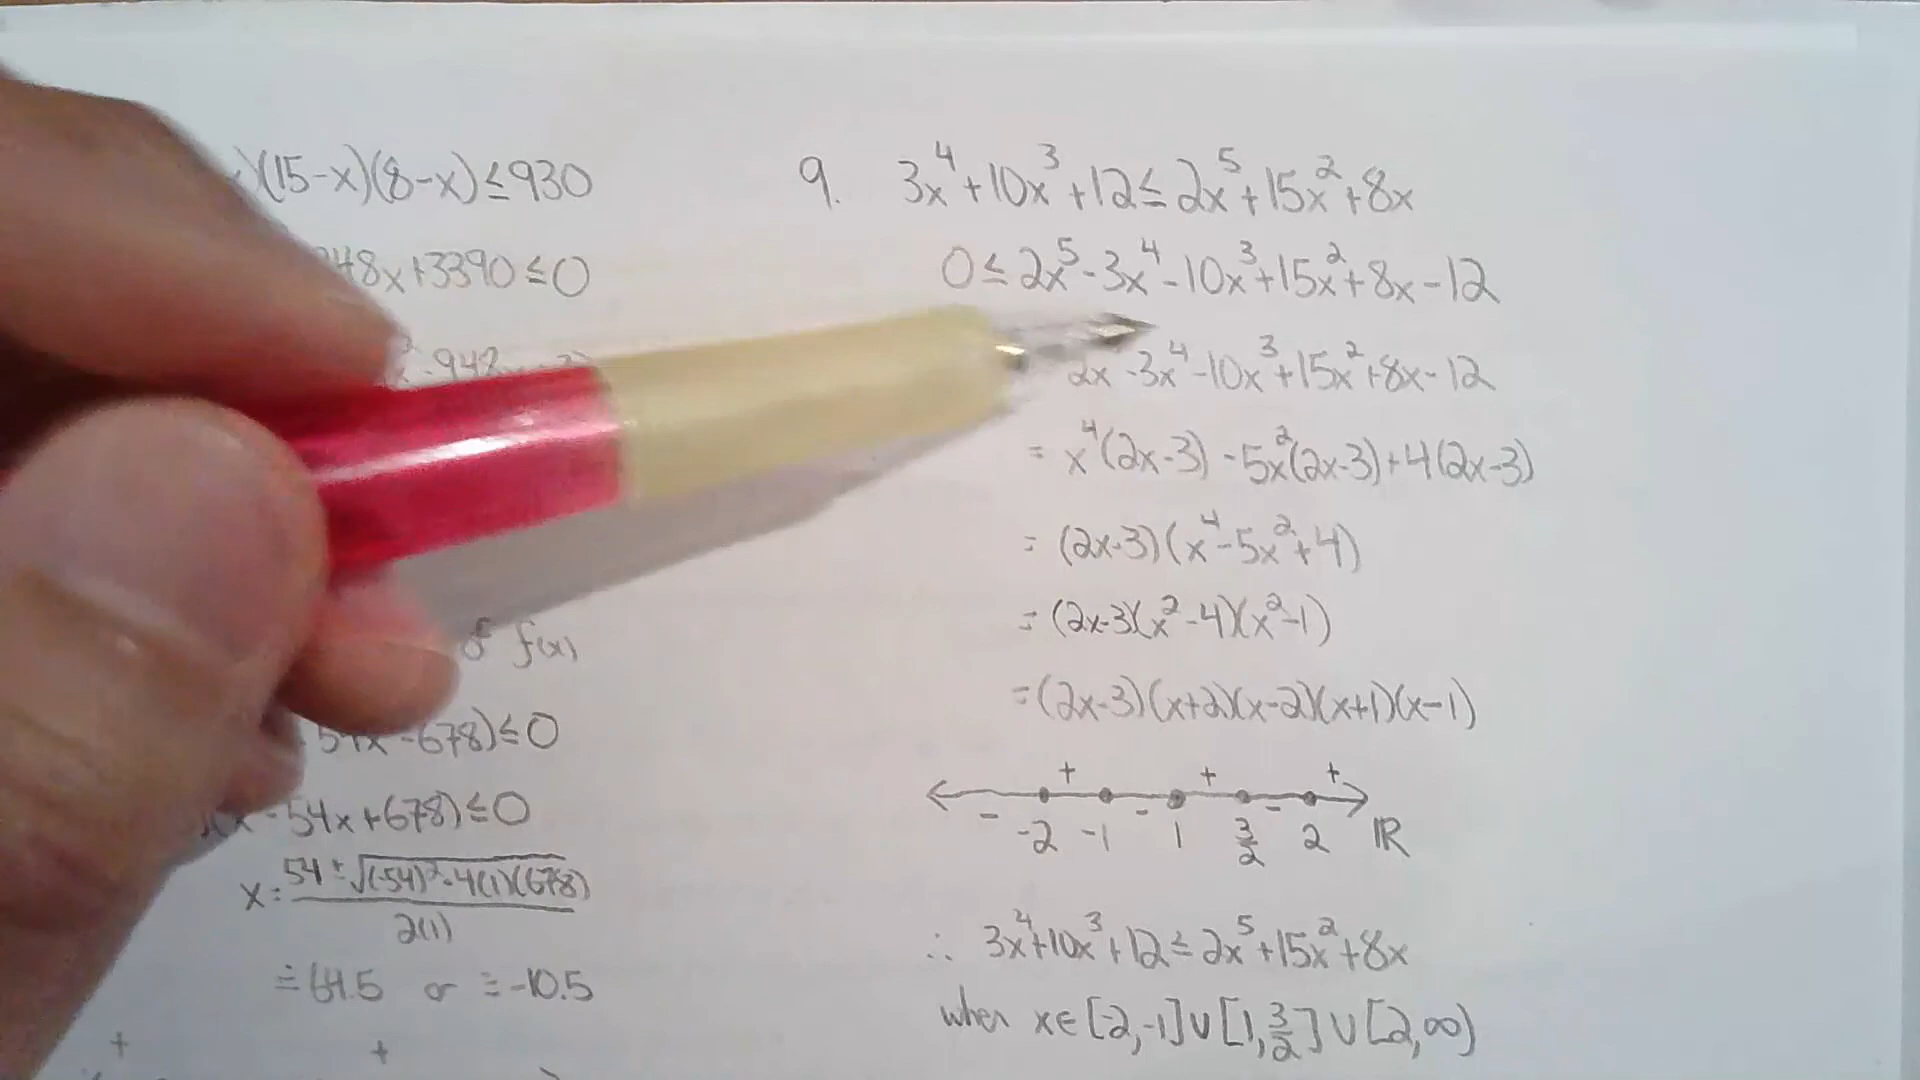 )(15-x)(8-x)≤930
48x+3390≤0
-948
of f(x)
54x-678)≤0
-54x+678)≤0
x=54±√(-54)²-4(1)(678)
2(1)
≐64.5 or ≐-10.5
+ +
9. 3x⁴+10x³+12≤2x⁵+15x²+8x
0≤2x⁵-3x⁴-10x³+15x²+8x-12
2x -3x⁴-10x³+15x²+8x-12
=x⁴(2x-3)-5x²(2x-3)+4(2x-3)
=(2x-3)(x⁴-5x²+4)
=(2x-3(x²-4)(x²-1)
=(2x-3)(x+2)(x-2)(x+1)(x-1)
+ + +
- - -
-2 -1 1 3/2 2 ℝ
∴ 3x⁴+10x³+12≤2x⁵+15x²+8x
when x∈[-2,-1]∪[1,3/2]∪[2,∞)